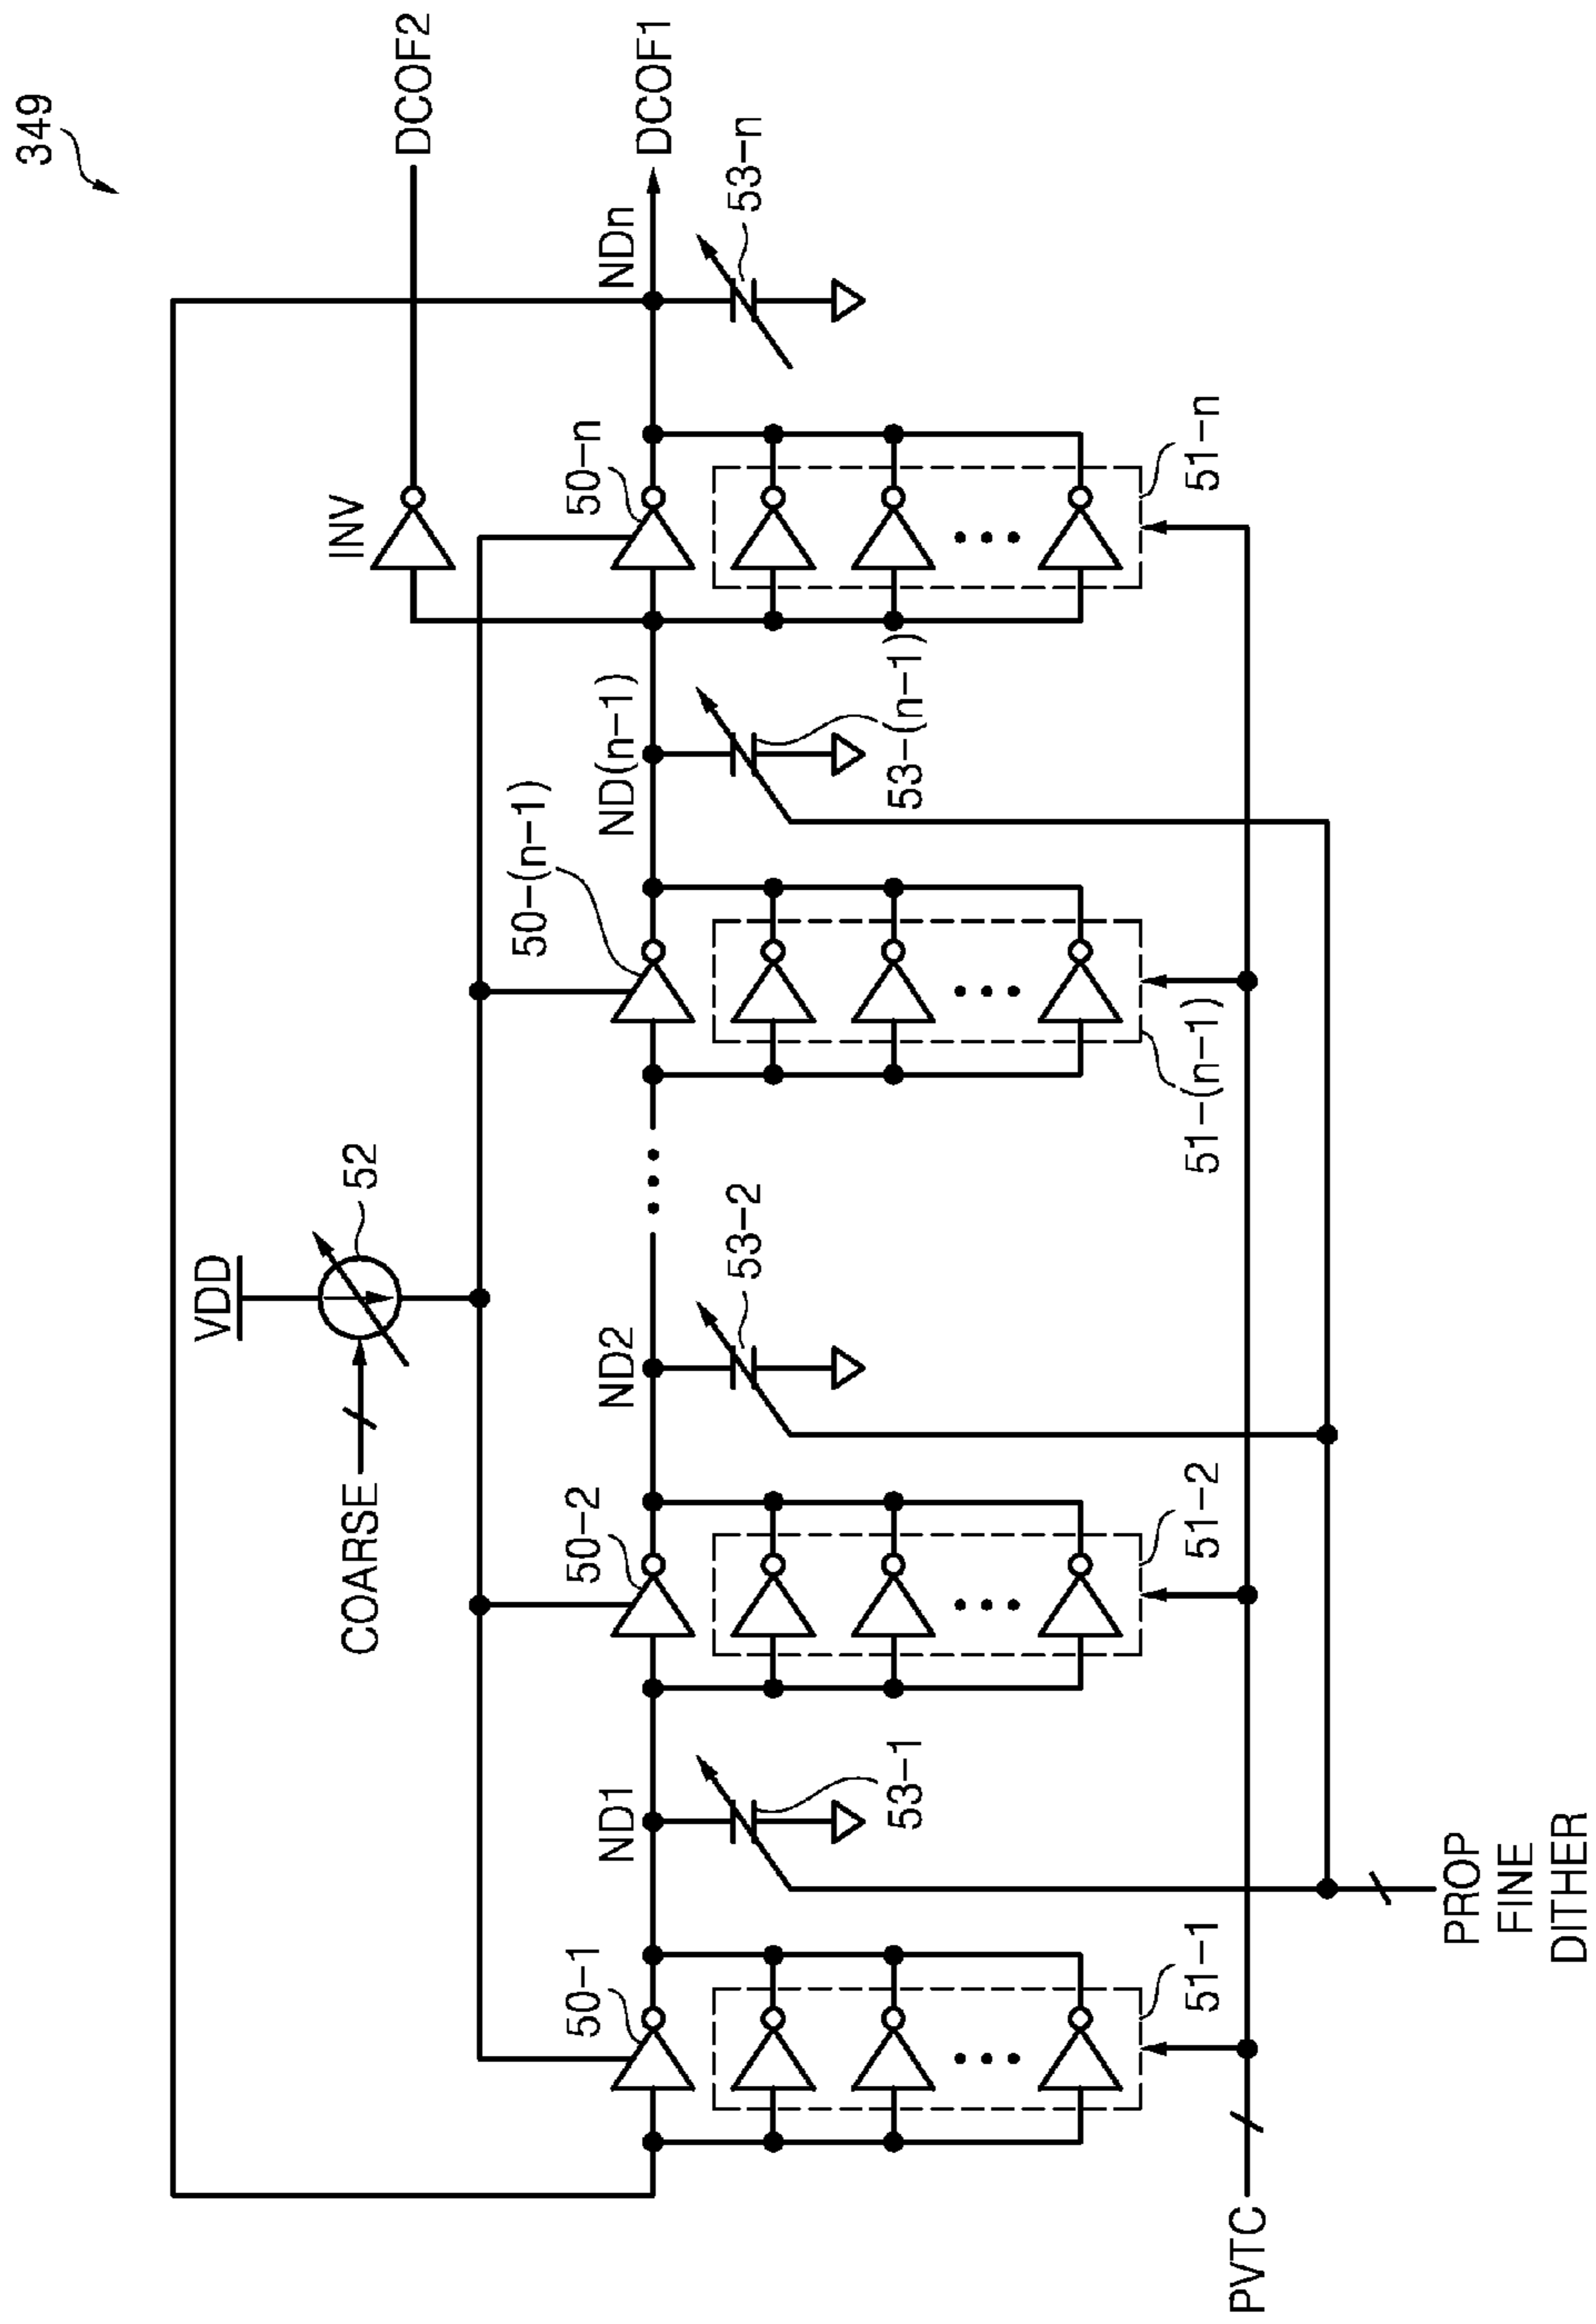 349
DCOF2
DCOF1
VDD
52
COARSE
INV
50-1
ND1
50-2
ND2
50-(n-1)
ND(n-1)
50-n
NDn
53-1
53-2
53-(n-1)
53-n
51-1
51-2
51-(n-1)
51-n
PVTC
PROP
FINE
DITHER